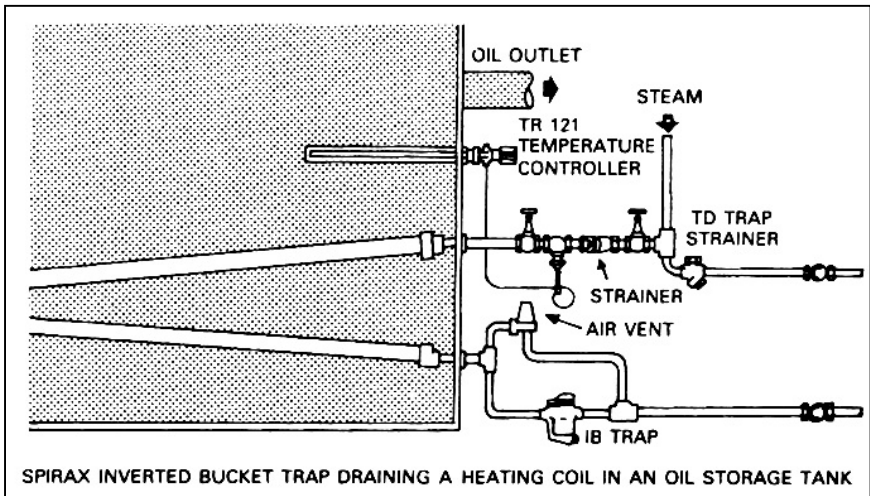 OIL OUTLET
STEAM
TR 121
TEMPERATURE
CONTROLLER
TD TRAP
STRAINER
STRAINER
AIR VENT
IB TRAP
SPIRAX INVERTED BUCKET TRAP DRAINING A HEATING COIL IN AN OIL STORAGE TANK